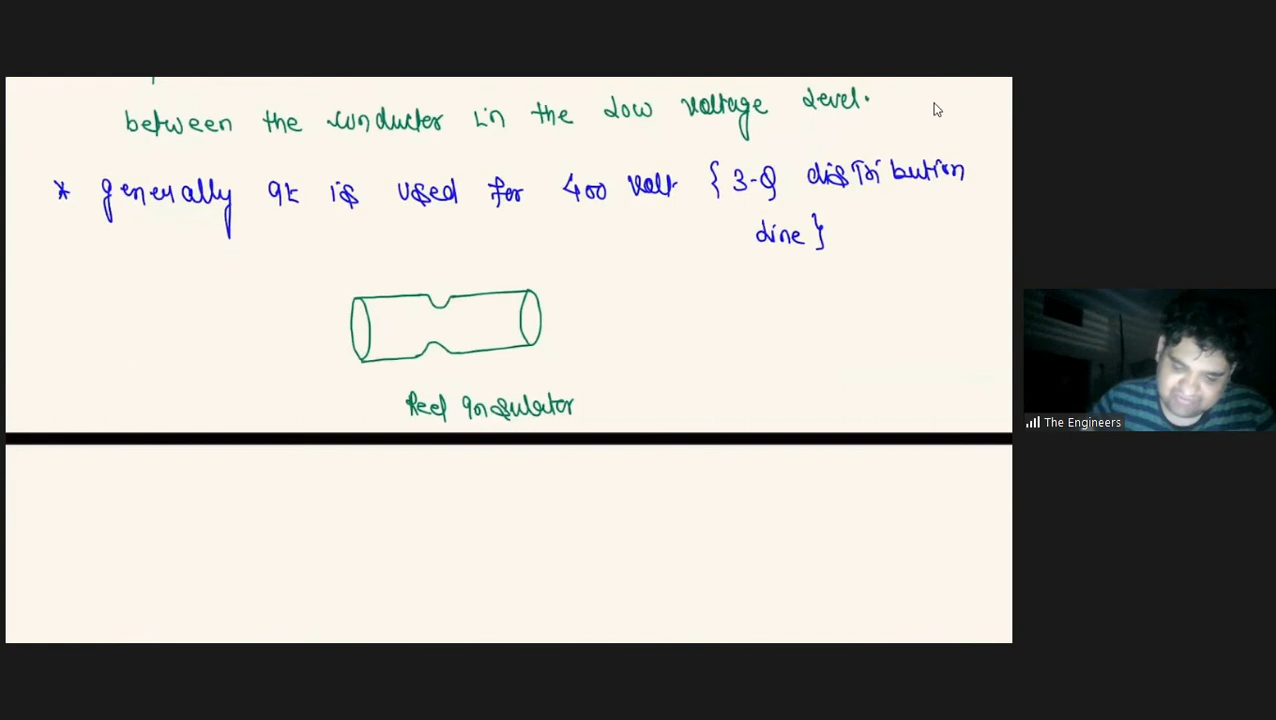 between the conductor in the low voltage level.
* generally it is used for 400 volt { 3-Φ distribution
line }
Reel insulator
The Engineers